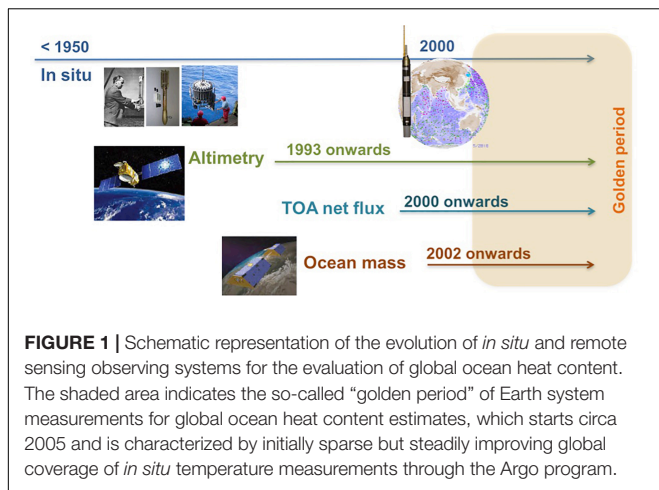 < 1950
2000
In situ
Altimetry
1993 onwards
TOA net flux
2000 onwards
Ocean mass
2002 onwards
Golden period
FIGURE 1 | Schematic representation of the evolution of in situ and remote
sensing observing systems for the evaluation of global ocean heat content.
The shaded area indicates the so-called “golden period” of Earth system
measurements for global ocean heat content estimates, which starts circa
2005 and is characterized by initially sparse but steadily improving global
coverage of in situ temperature measurements through the Argo program.